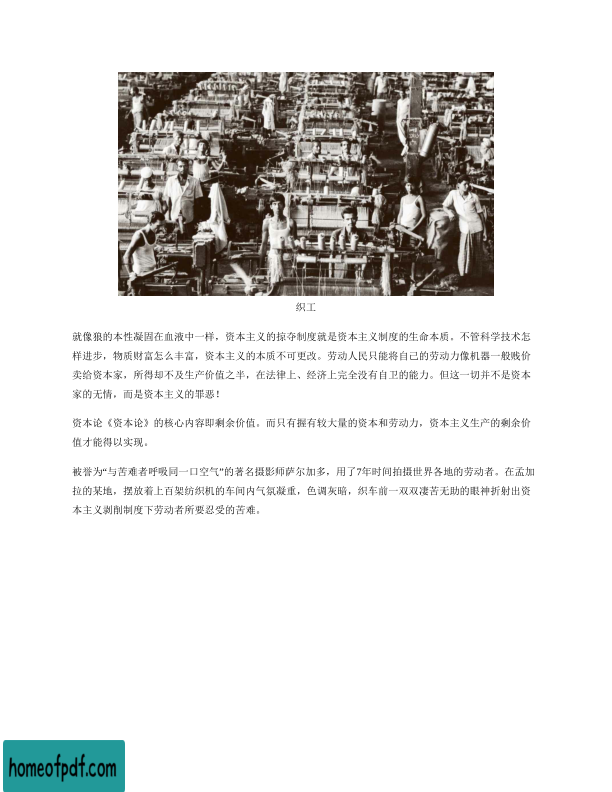 织工
就像狼的本性凝固在血液中一样，资本主义的掠夺制度就是资本主义制度的生命本质。不管科学技术怎
样进步，物质财富怎么丰富，资本主义的本质不可更改。劳动人民只能将自己的劳动力像机器一般贱价
卖给资本家，所得却不及生产价值之半，在法律上、经济上完全没有自卫的能力。但这一切并不是资本
家的无情，而是资本主义的罪恶！
资本论《资本论》的核心内容即剩余价值。而只有握有较大量的资本和劳动力，资本主义生产的剩余价
值才能得以实现。
被誉为“与苦难者呼吸同一口空气”的著名摄影师萨尔加多，用了7年时间拍摄世界各地的劳动者。在孟加
拉的某地，摆放着上百架纺织机的车间内气氛凝重，色调灰暗，织车前一双双凄苦无助的眼神折射出资
本主义剥削制度下劳动者所要忍受的苦难。
homeofpdf.com